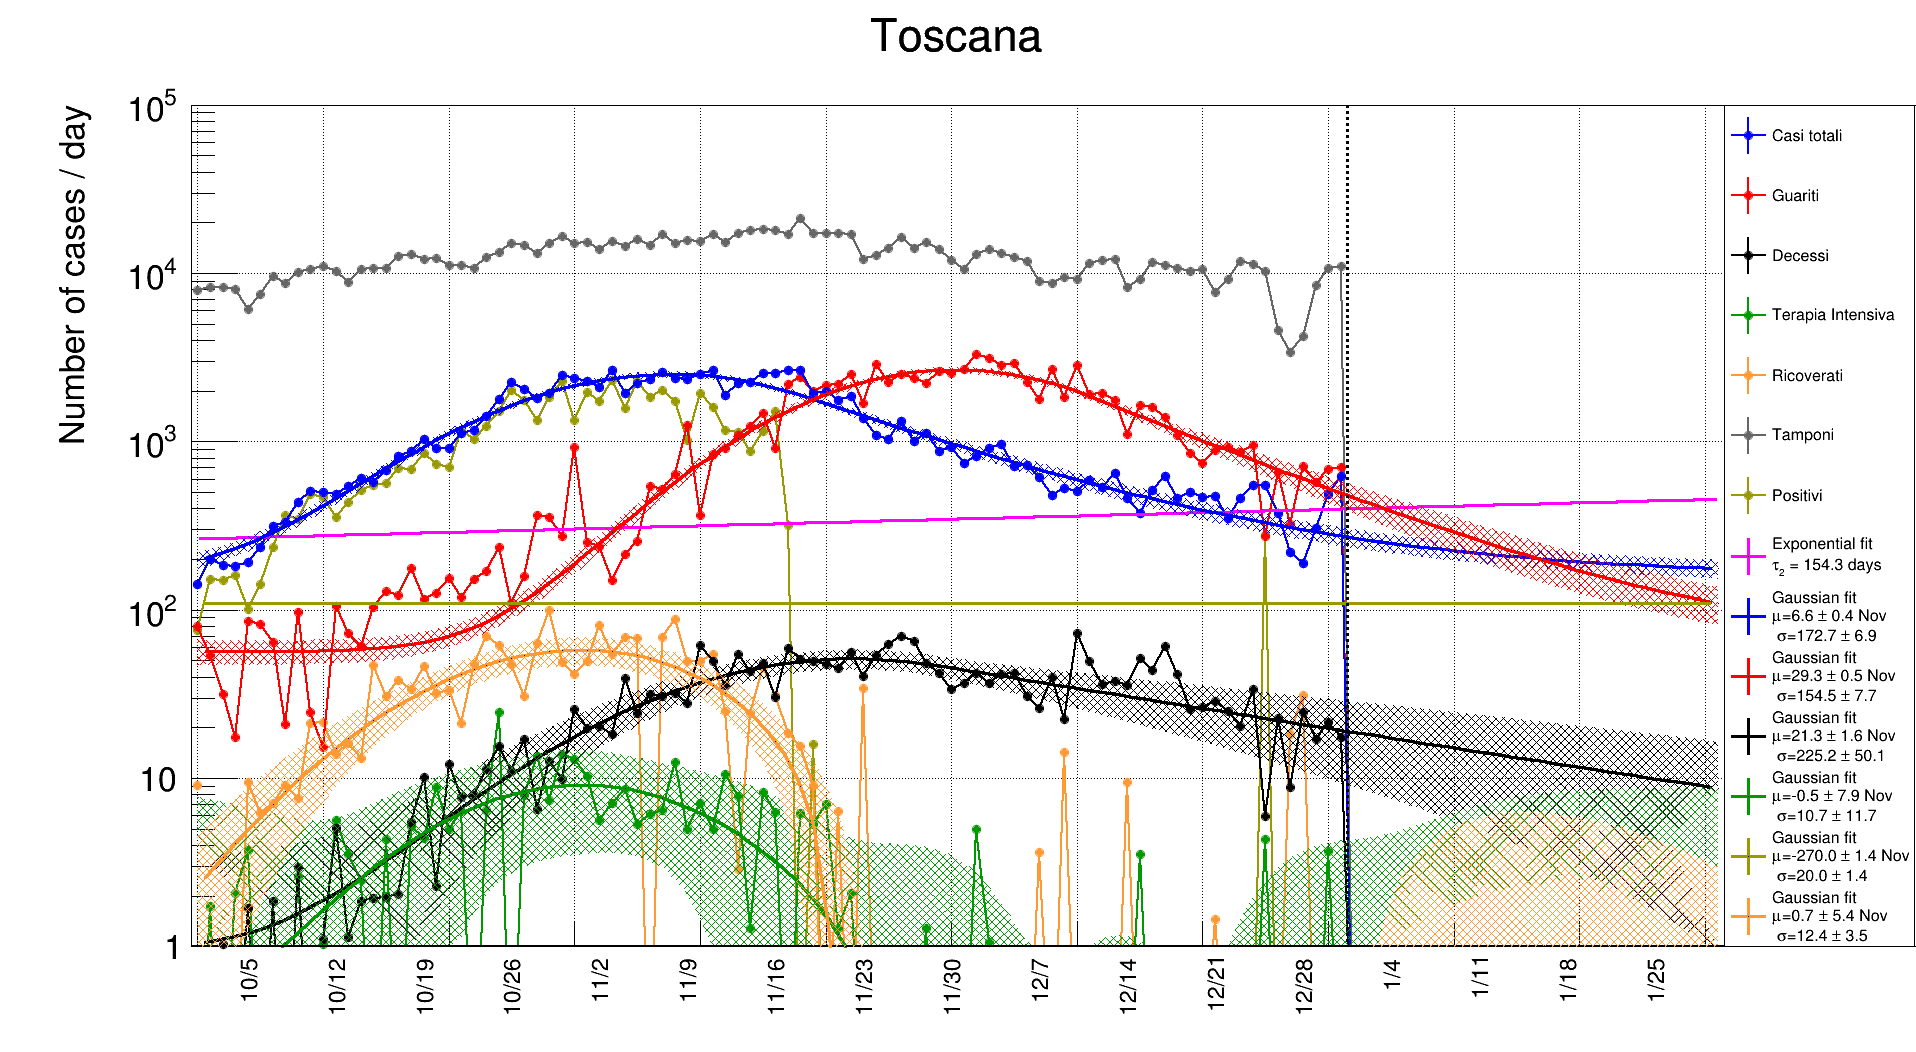 Toscana
Number of cases / day
10^5
10^4
10^3
10^2
10
1
10/5
10/12
10/19
10/26
11/2
11/9
11/16
11/23
11/30
12/7
12/14
12/21
12/28
1/4
1/11
1/18
1/25
Casi totali
Guariti
Decessi
Terapia Intensiva
Ricoverati
Tamponi
Positivi
Exponential fit
τ₂ = 154.3 days
Gaussian fit
μ=6.6 ± 0.4 Nov
σ=172.7 ± 6.9
Gaussian fit
μ=29.3 ± 0.5 Nov
σ=154.5 ± 7.7
Gaussian fit
μ=21.3 ± 1.6 Nov
σ=225.2 ± 50.1
Gaussian fit
μ=-0.5 ± 7.9 Nov
σ=10.7 ± 11.7
Gaussian fit
μ=-270.0 ± 1.4 Nov
σ=20.0 ± 1.4
Gaussian fit
μ=0.7 ± 5.4 Nov
σ=12.4 ± 3.5